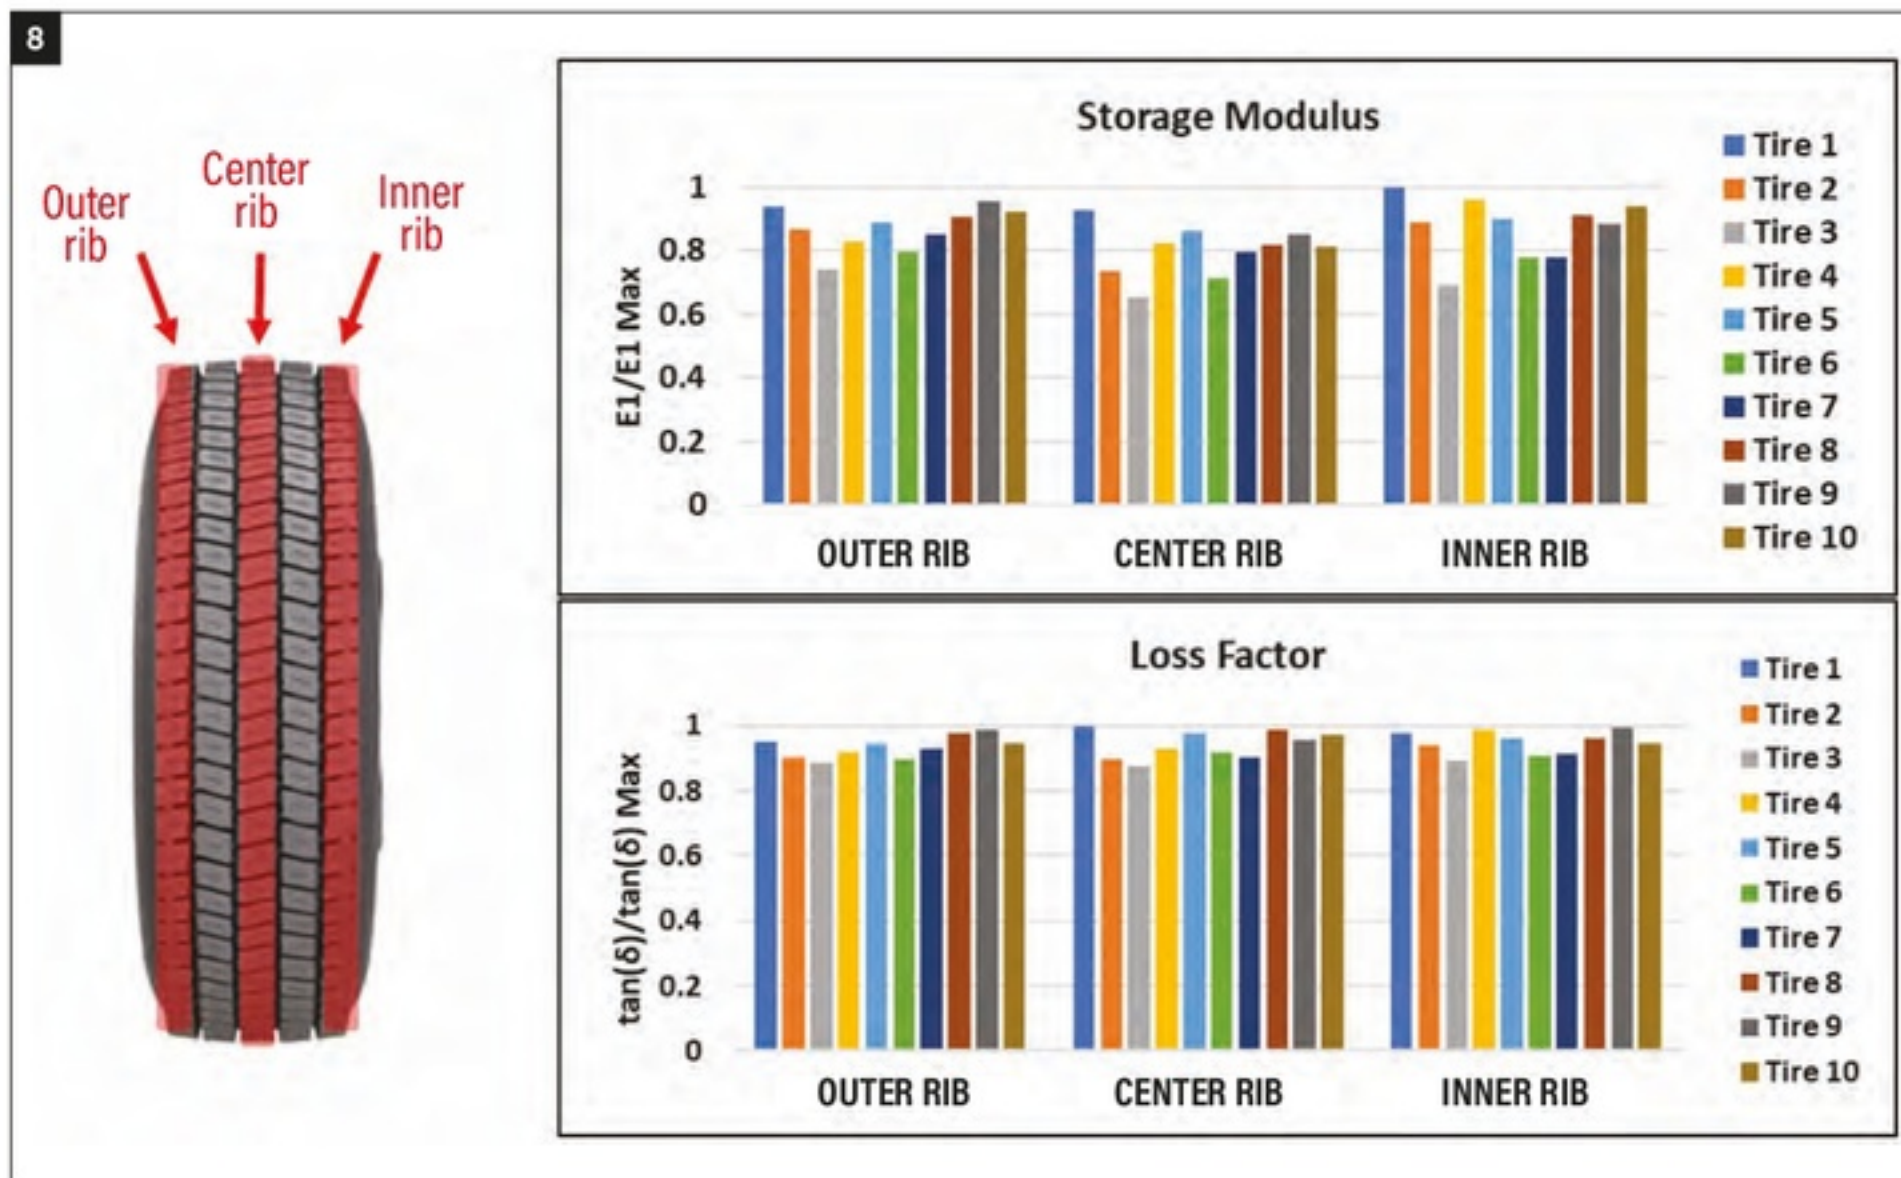 8
Outer
rib
Center
rib
Inner
rib
Storage Modulus
E1/E1 Max
1
0.8
0.6
0.4
0.2
0
OUTER RIB
CENTER RIB
INNER RIB
Tire 1
Tire 2
Tire 3
Tire 4
Tire 5
Tire 6
Tire 7
Tire 8
Tire 9
Tire 10
Loss Factor
tan(δ)/tan(δ) Max
1
0.8
0.6
0.4
0.2
0
OUTER RIB
CENTER RIB
INNER RIB
Tire 1
Tire 2
Tire 3
Tire 4
Tire 5
Tire 6
Tire 7
Tire 8
Tire 9
Tire 10